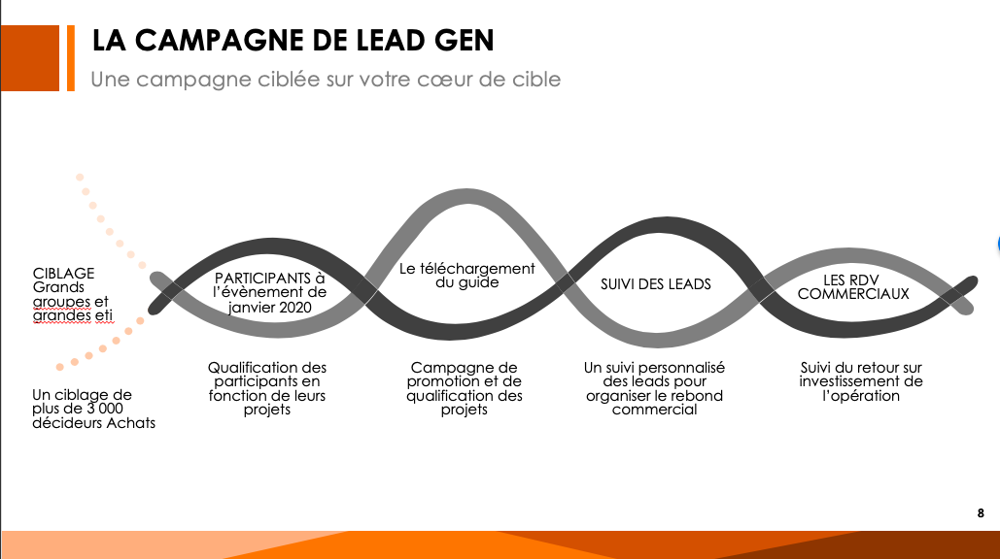 LA CAMPAGNE DE LEAD GEN
Une campagne ciblée sur votre cœur de cible
CIBLAGE
Grands
groupes et
grandes eti
Un ciblage de
plus de 3 000
décideurs Achats
PARTICIPANTS à
l’évènement de
janvier 2020
Qualification des
participants en
fonction de leurs
projets
Le téléchargement
du guide
Campagne de
promotion et de
qualification des
projets
SUIVI DES LEADS
Un suivi personnalisé
des leads pour
organiser le rebond
commercial
LES RDV
COMMERCIAUX
Suivi du retour sur
investissement de
l’opération
8